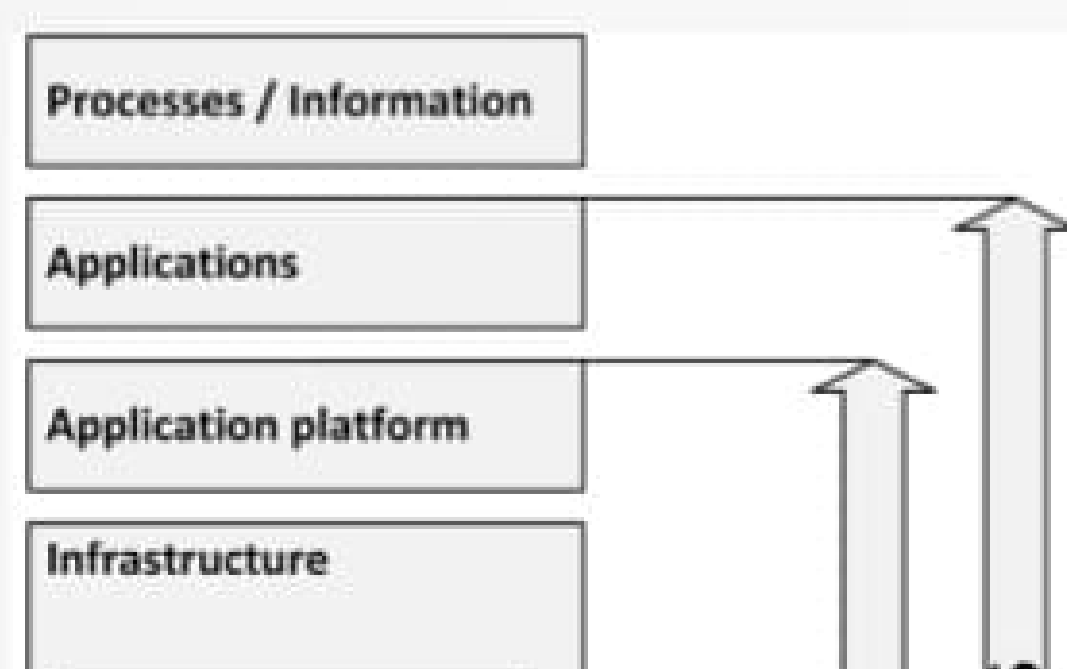 Processes / Information
Applications
Application platform
Infrastructure